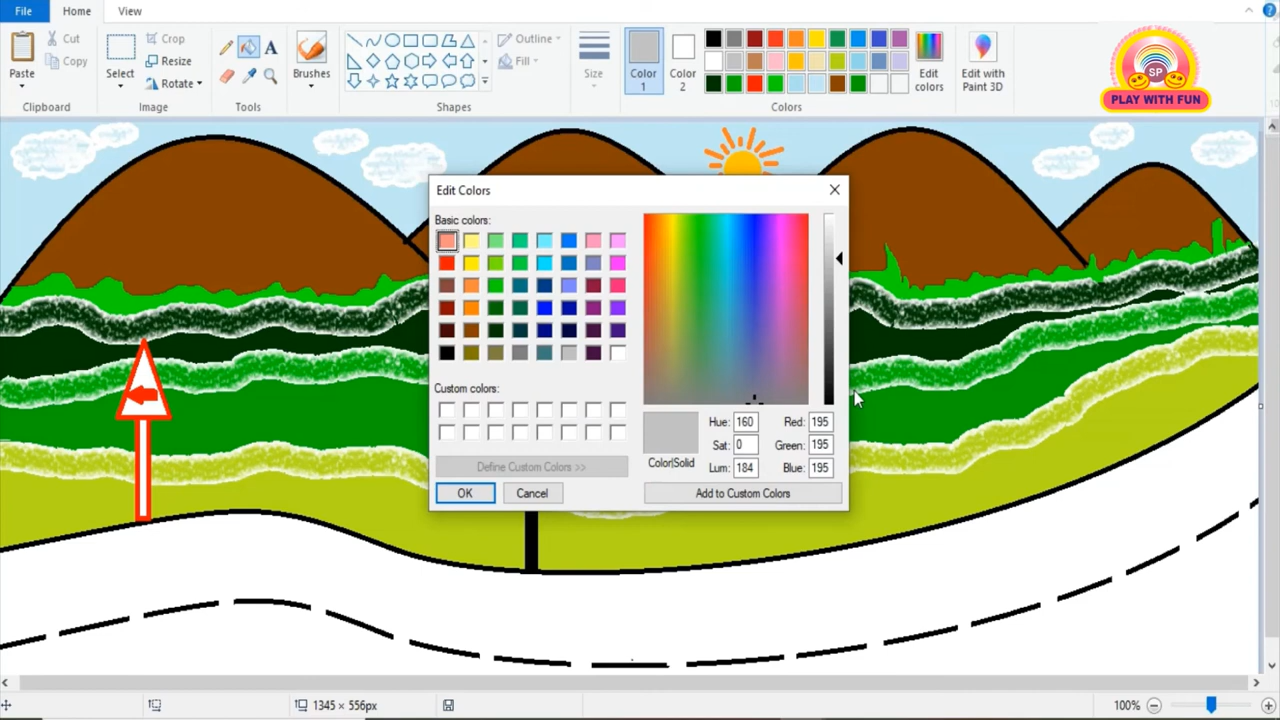 File Home View
Paste Cut Copy
Clipboard
Select Crop Resize Rotate
Image
Tools
A
Brushes
Outline Fill
Shapes
Size
Color 1
Color 2
Edit colors
Colors
Edit with Paint 3D
SP
PLAY WITH FUN
Edit Colors
Basic colors:
Custom colors:
Define Custom Colors >>
OK Cancel
Hue: 160 Red: 195
Sat: 0 Green: 195
Color|Solid
Lum: 184 Blue: 195
Add to Custom Colors
1345 × 556px
100%